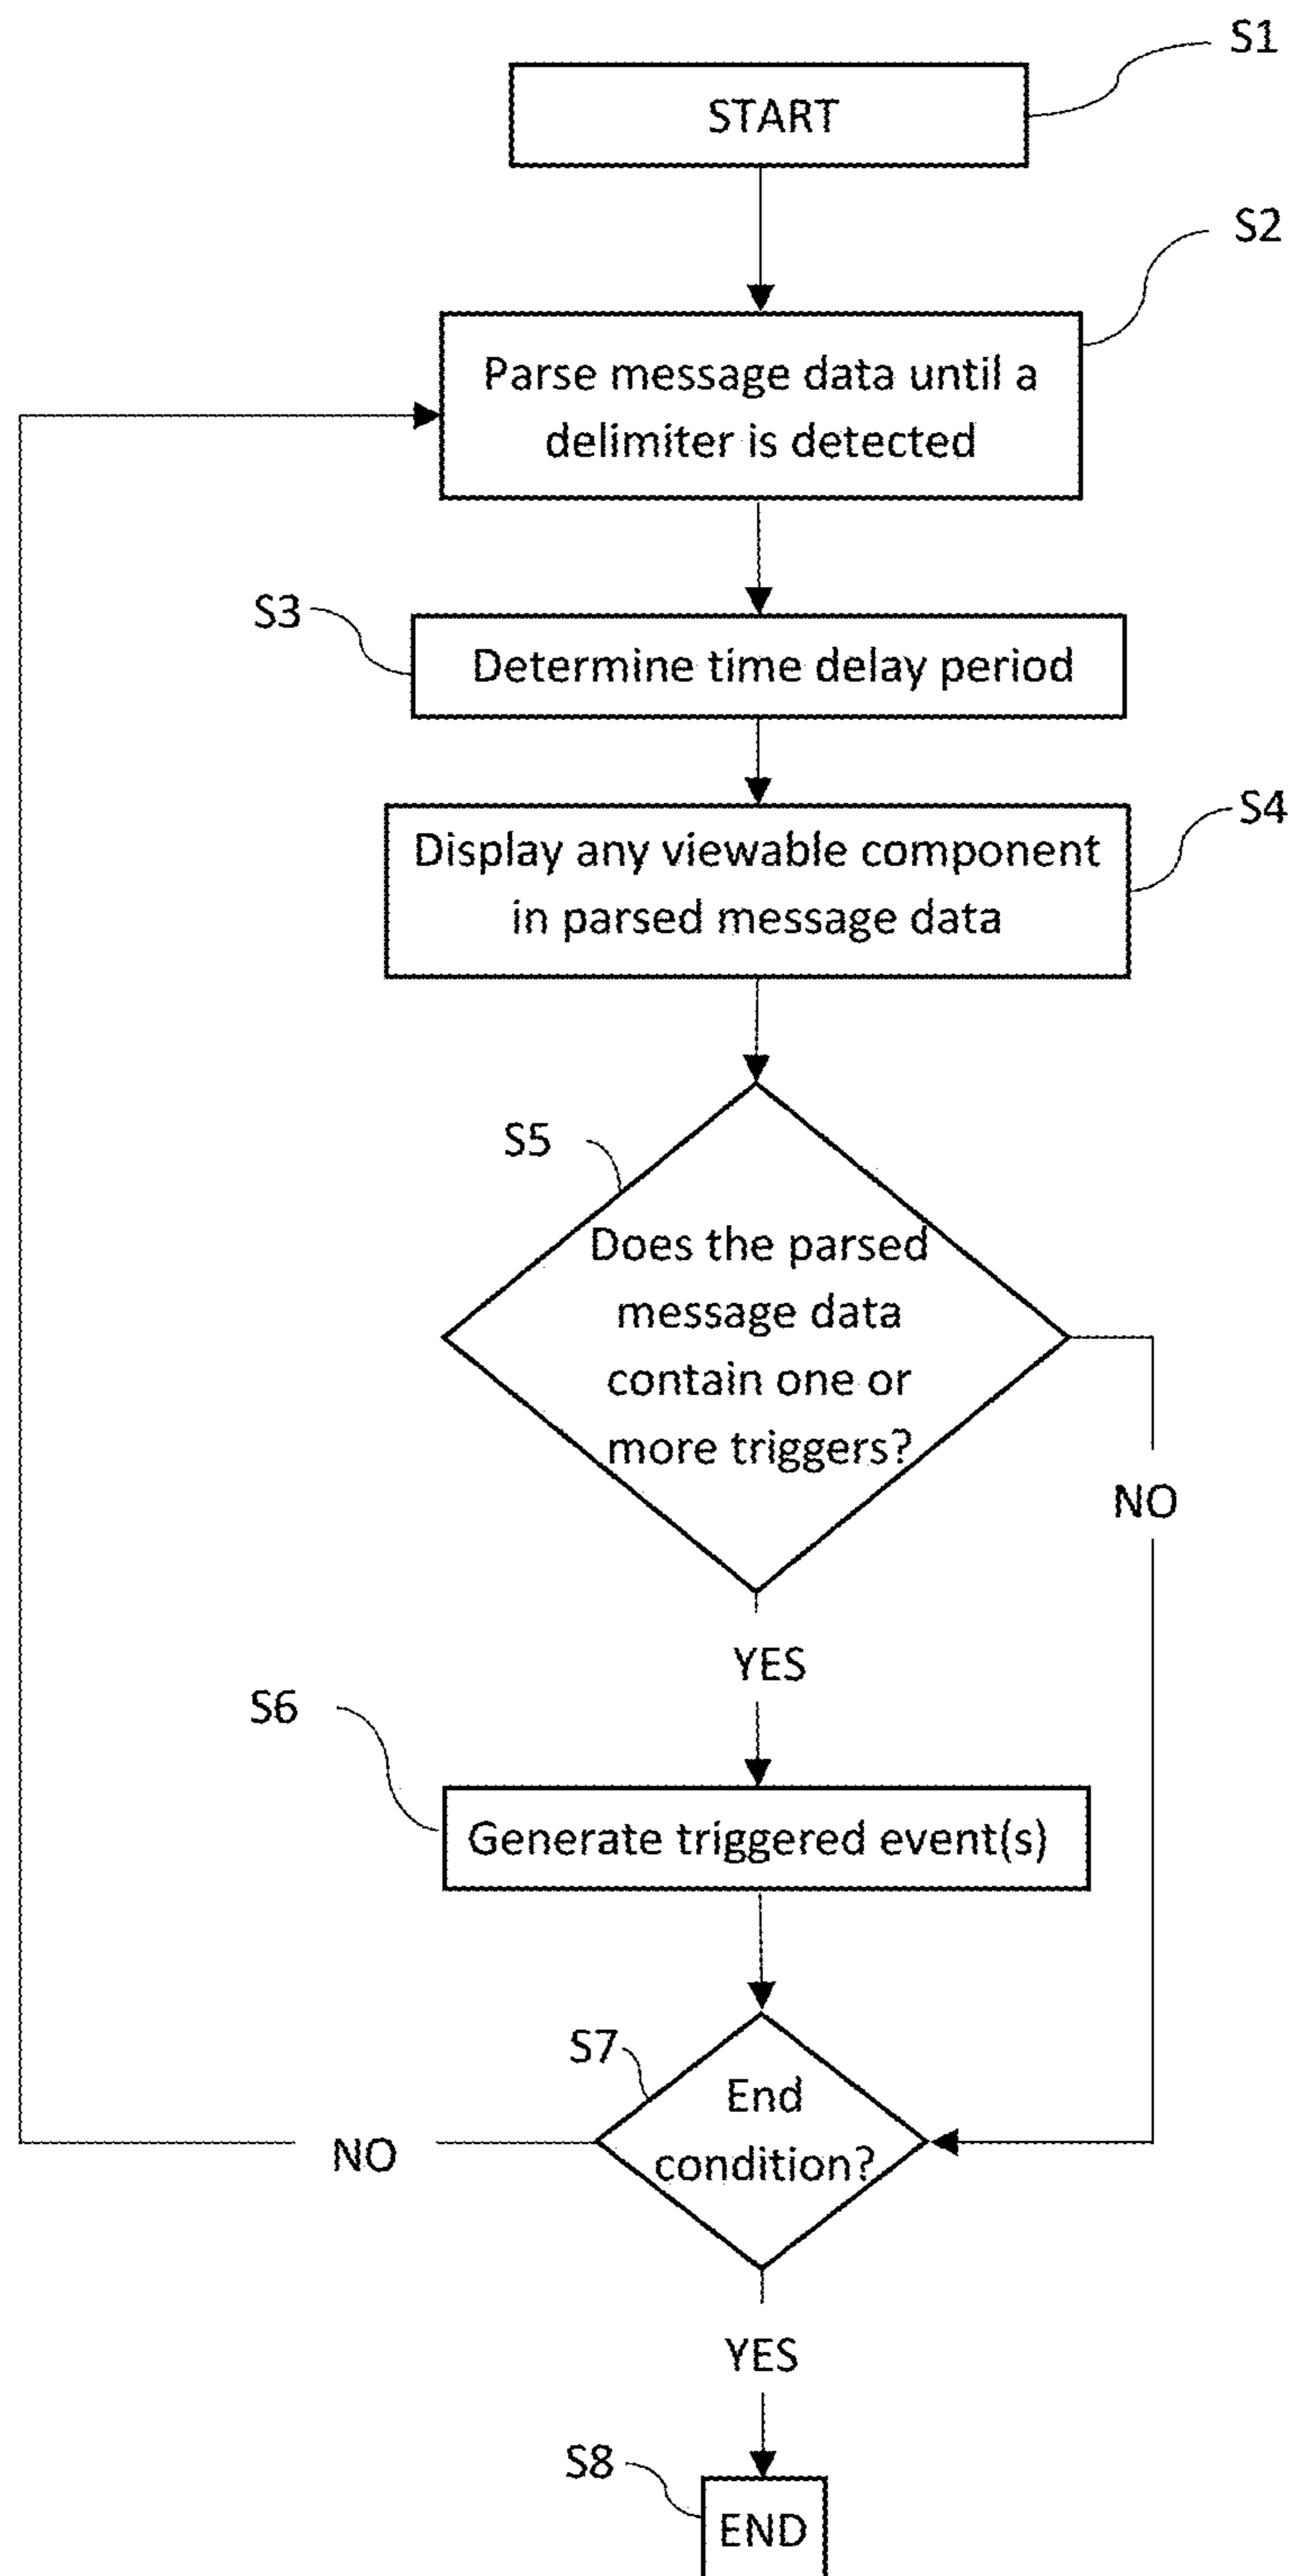 S1
START
S2
Parse message data until a
delimiter is detected
S3
Determine time delay period
S4
Display any viewable component
in parsed message data
S5
Does the parsed
message data
contain one or
more triggers?
NO
YES
S6
Generate triggered event(s)
S7
End
condition?
NO
YES
S8
END